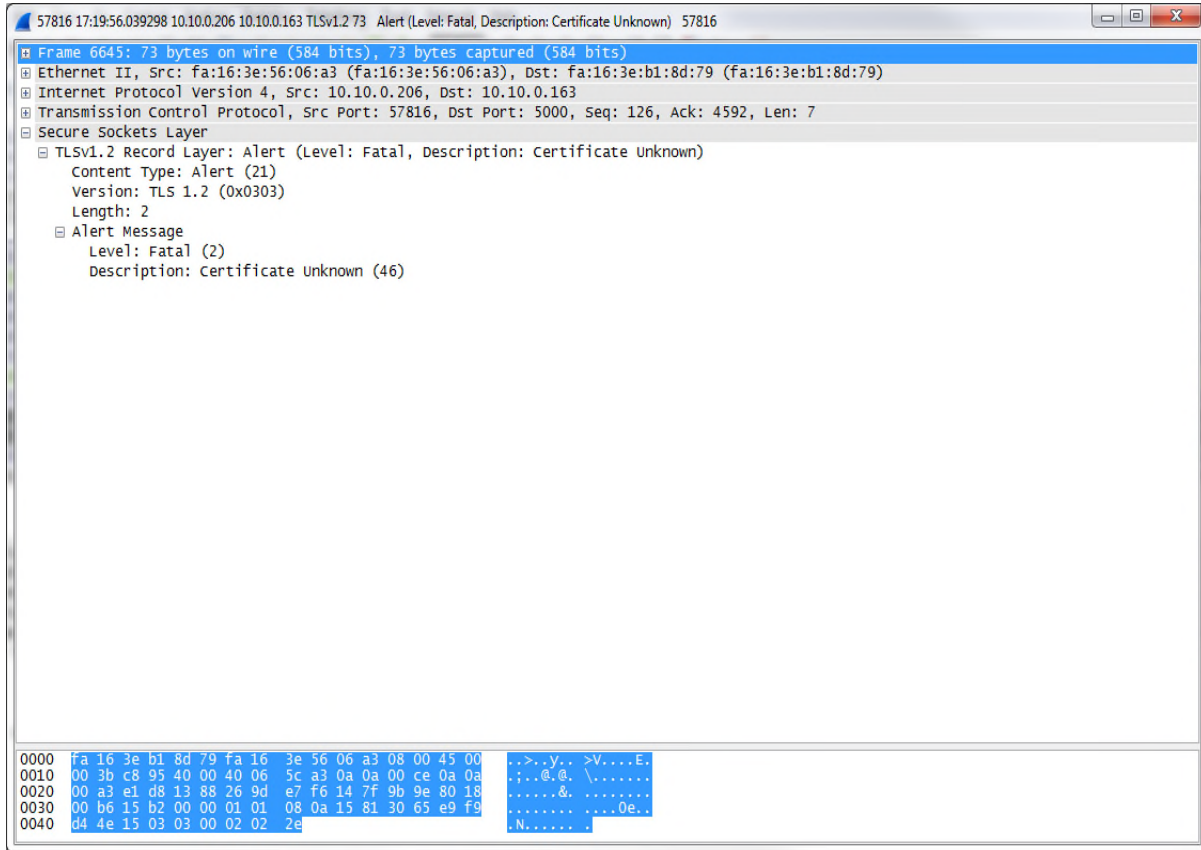 57816 17:19:56.039298 10.10.0.206 10.10.0.163 TLSv1.2 73 Alert (Level: Fatal, Description: Certificate Unknown) 57816
Frame 6645: 73 bytes on wire (584 bits), 73 bytes captured (584 bits)
Ethernet II, Src: fa:16:3e:56:06:a3 (fa:16:3e:56:06:a3), Dst: fa:16:3e:b1:8d:79 (fa:16:3e:b1:8d:79)
Internet Protocol Version 4, Src: 10.10.0.206, Dst: 10.10.0.163
Transmission Control Protocol, Src Port: 57816, Dst Port: 5000, Seq: 126, Ack: 4592, Len: 7
Secure Sockets Layer
TLSv1.2 Record Layer: Alert (Level: Fatal, Description: Certificate Unknown)
Content Type: Alert (21)
Version: TLS 1.2 (0x0303)
Length: 2
Alert Message
Level: Fatal (2)
Description: Certificate Unknown (46)
0000 fa 16 3e b1 8d 79 fa 16 3e 56 06 a3 08 00 45 00 ..>..y.. >V....E.
0010 00 3b c8 95 40 00 40 06 5c a3 0a 0a 00 ce 0a 0a .;..@.@. \.......
0020 00 a3 e1 d8 13 88 26 9d e7 f6 14 7f 9b 9e 80 18 ......&. ........
0030 00 b6 15 b2 00 00 01 01 08 0a 15 81 30 65 e9 f9 ........ ....0e..
0040 d4 4e 15 03 03 00 02 02 2e .N...... .